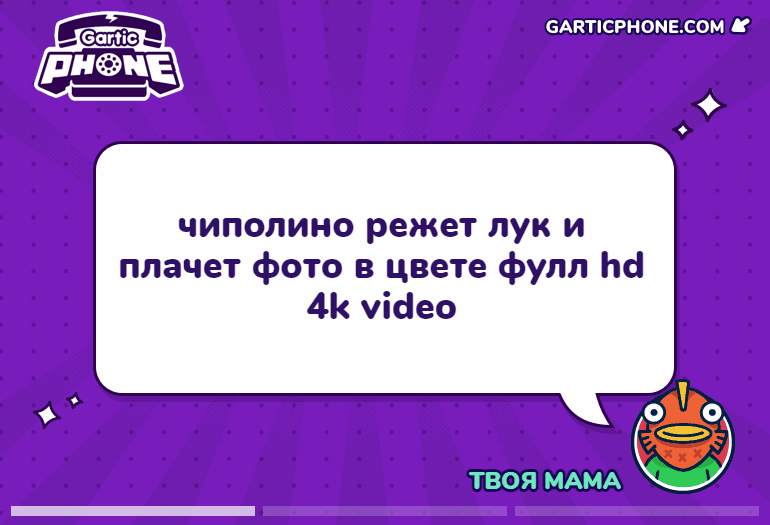 Gartic
PHONE
GARTICPHONE.COM
чиполино режет лук и
плачет фото в цвете фулл hd
4k video
ТВОЯ МАМА